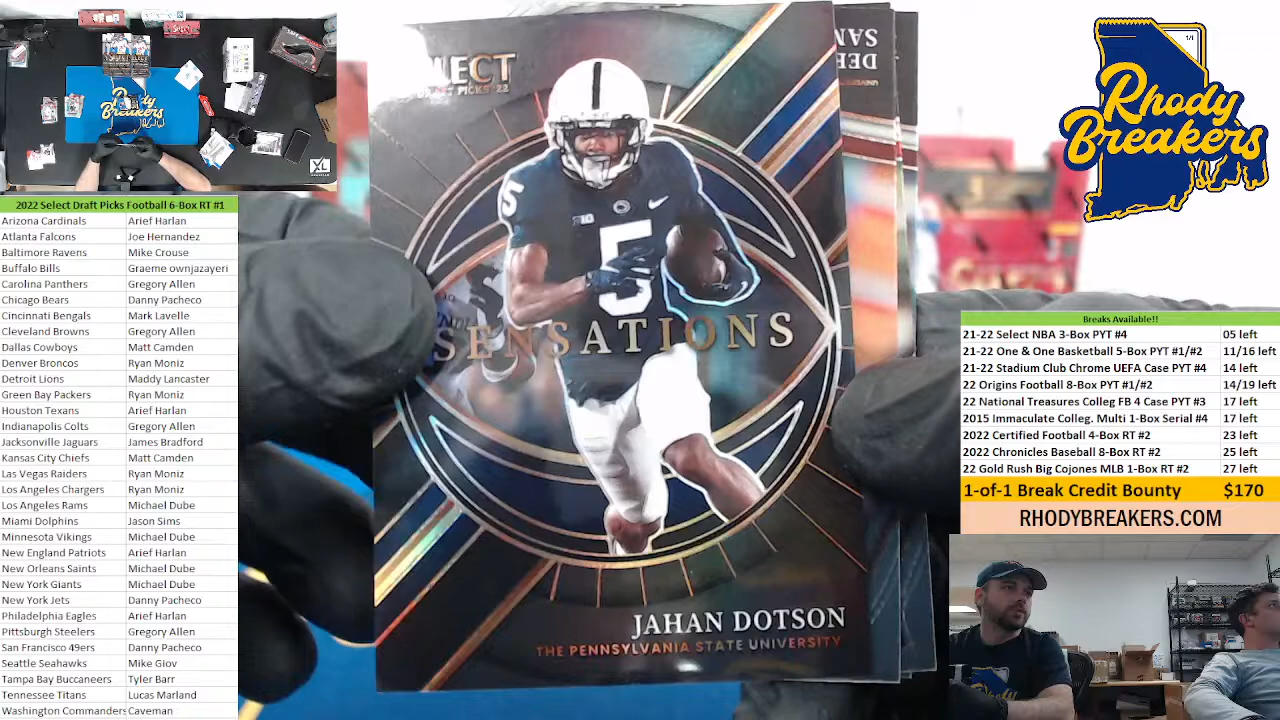 2022 Select Draft Picks Football 6-Box RT #1
Arizona Cardinals Arief Harlan
Atlanta Falcons Joe Hernandez
Baltimore Ravens Mike Crouse
Buffalo Bills Graeme ownjazayeri
Carolina Panthers Gregory Allen
Chicago Bears Danny Pacheco
Cincinnati Bengals Mark Lavelle
Cleveland Browns Gregory Allen
Dallas Cowboys Matt Camden
Denver Broncos Ryan Moniz
Detroit Lions Maddy Lancaster
Green Bay Packers Ryan Moniz
Houston Texans Arief Harlan
Indianapolis Colts Gregory Allen
Jacksonville Jaguars James Bradford
Kansas City Chiefs Matt Camden
Las Vegas Raiders Ryan Moniz
Los Angeles Chargers Ryan Moniz
Los Angeles Rams Michael Dube
Miami Dolphins Jason Sims
Minnesota Vikings Michael Dube
New England Patriots Arief Harlan
New Orleans Saints Michael Dube
New York Giants Michael Dube
New York Jets Danny Pacheco
Philadelphia Eagles Arief Harlan
Pittsburgh Steelers Gregory Allen
San Francisco 49ers Danny Pacheco
Seattle Seahawks Mike Giov
Tampa Bay Buccaneers Tyler Barr
Tennessee Titans Lucas Marland
Washington Commanders Caveman
Rhody
Breakers
XL
LECT
DRAFT PICKS '22
5
5
SENSATIONS
JAHAN DOTSON
THE PENNSYLVANIA STATE UNIVERSITY
DEE
SAN
1/1
Rhody
Breakers
Breaks Available!!
21-22 Select NBA 3-Box PYT #4 05 left
21-22 One & One Basketball 5-Box PYT #1/#2 11/16 left
21-22 Stadium Club Chrome UEFA Case PYT #4 14 left
22 Origins Football 8-Box PYT #1/#2 14/19 left
22 National Treasures Colleg FB 4 Case PYT #3 17 left
2015 Immaculate Colleg. Multi 1-Box Serial #4 17 left
2022 Certified Football 4-Box RT #2 23 left
2022 Chronicles Baseball 8-Box RT #2 25 left
22 Gold Rush Big Cojones MLB 1-Box RT #2 27 left
1-of-1 Break Credit Bounty $170
RHODYBREAKERS.COM
Rhody